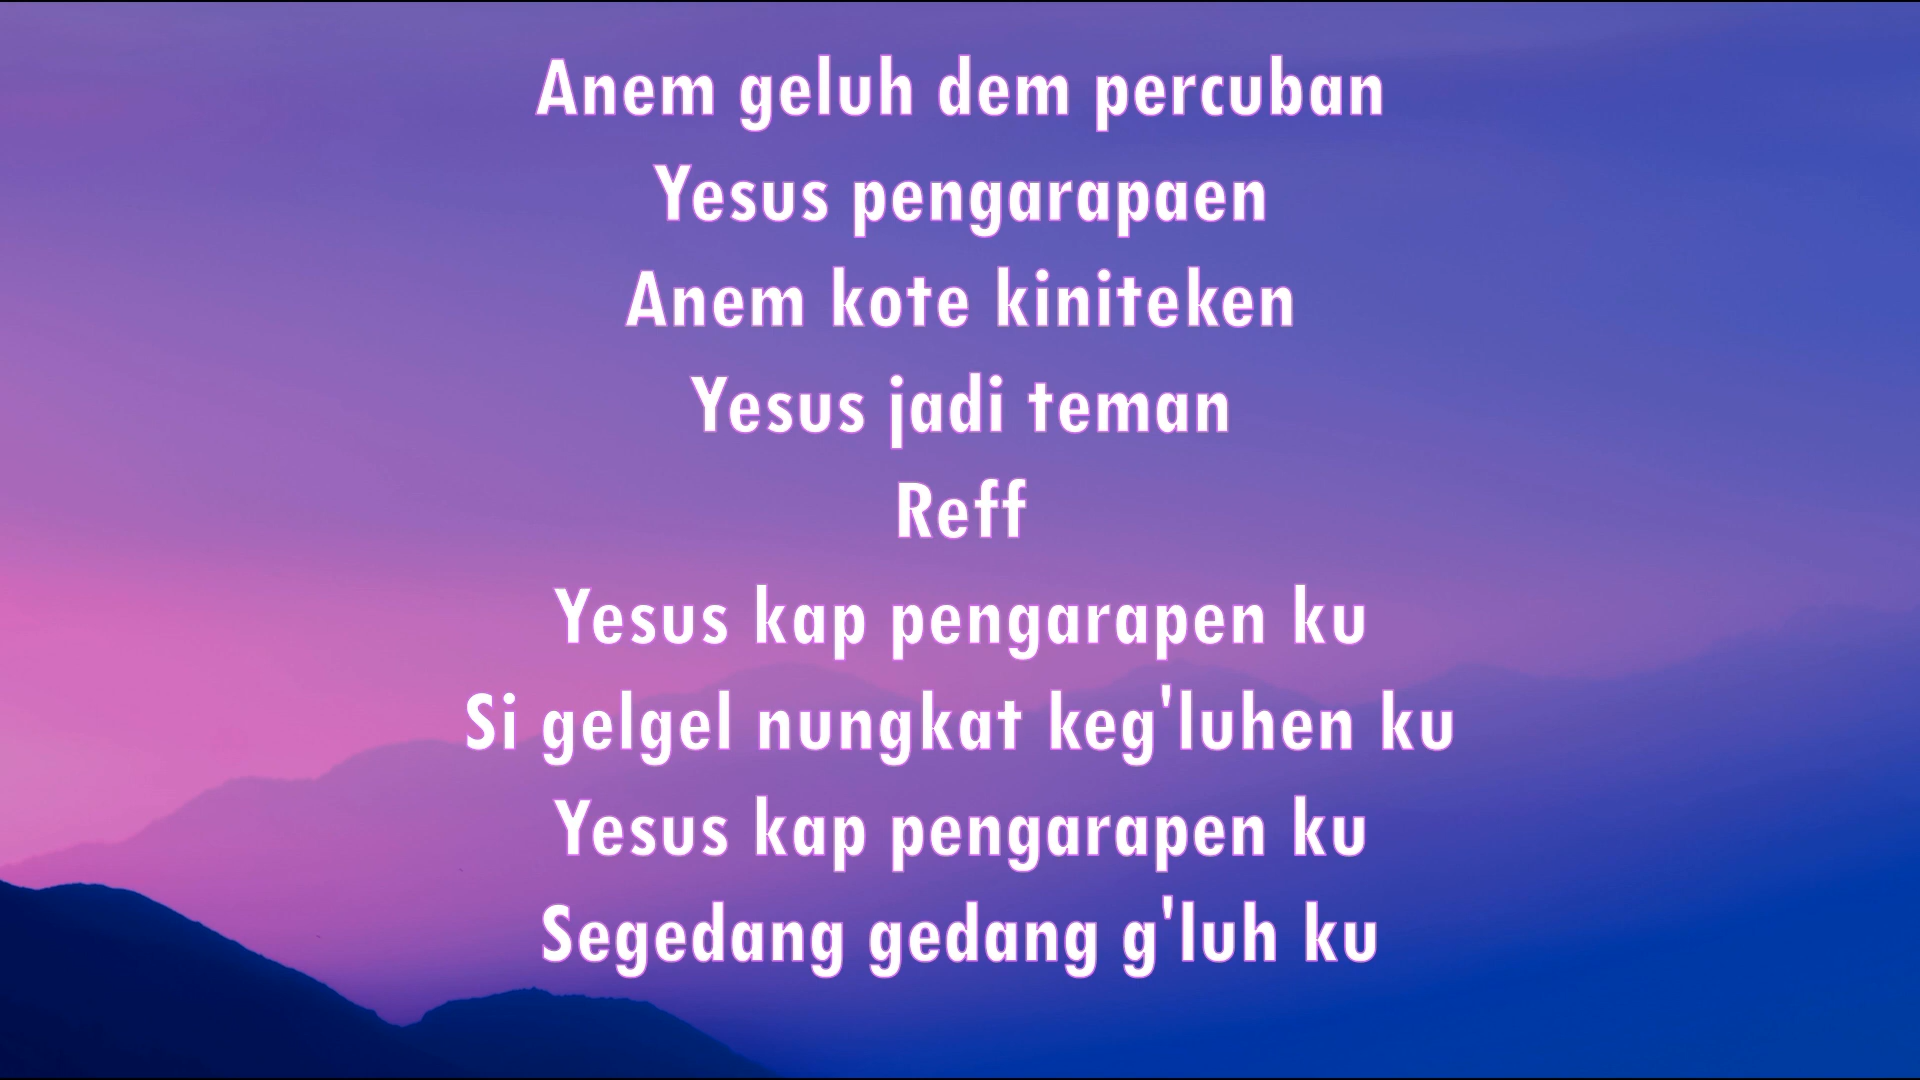 Anem geluh dem percuban
Yesus pengarapaen
Anem kote kiniteken
Yesus jadi teman
Reff
Yesus kap pengarapen ku
Si gelgel nungkat keg'luhen ku
Yesus kap pengarapen ku
Segedang gedang g'luh ku